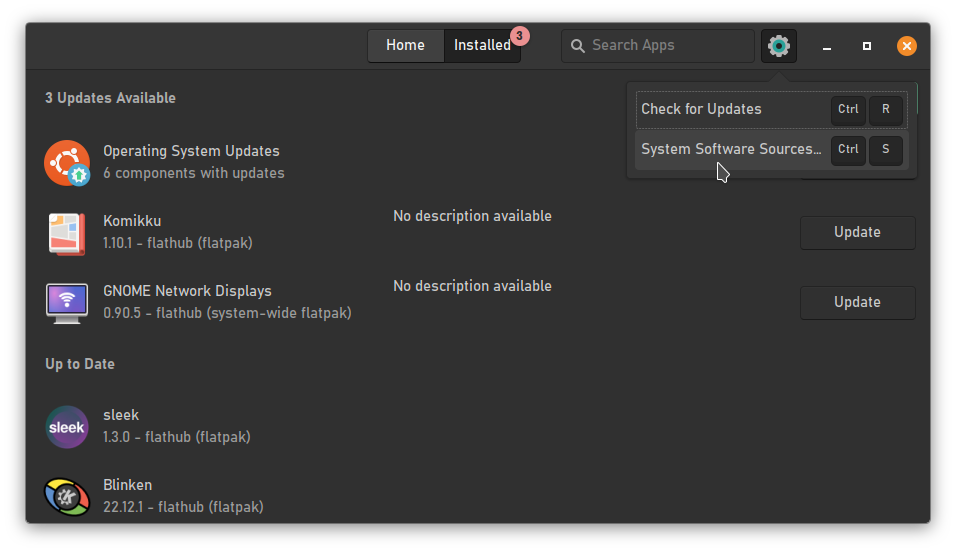 Home
Installed
3
Search Apps
3 Updates Available
Check for Updates Ctrl R
System Software Sources... Ctrl S
Operating System Updates
6 components with updates
Komikku
1.10.1 - flathub (flatpak)
No description available
Update
GNOME Network Displays
0.90.5 - flathub (system-wide flatpak)
No description available
Update
Up to Date
sleek
sleek
1.3.0 - flathub (flatpak)
Blinken
22.12.1 - flathub (flatpak)